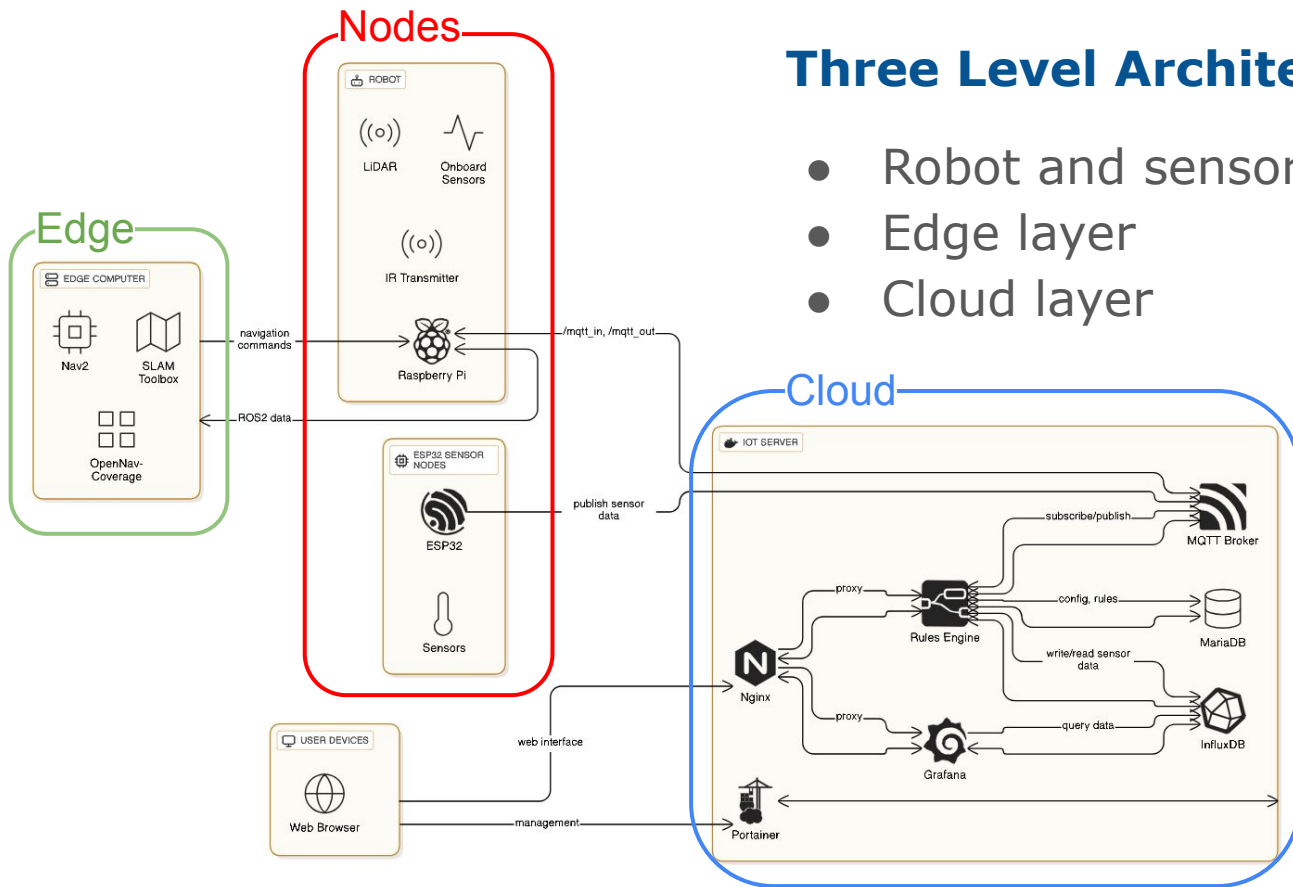 Nodes
Three Level Archite
● Robot and sensor
● Edge layer
● Cloud layer
ROBOT
LiDAR
Onboard
Sensors
IR Transmitter
Raspberry Pi
Edge
EDGE COMPUTER
Nav2
SLAM
Toolbox
OpenNav-
Coverage
navigation
commands
ROS2 data
/mqtt_in, /mqtt_out
ESP32 SENSOR
NODES
ESP32
Sensors
publish sensor
data
Cloud
IOT SERVER
subscribe/publish
MQTT Broker
proxy
Rules Engine
config, rules
MariaDB
write/read sensor
data
Nginx
proxy
Grafana
query data
InfluxDB
Portainer
USER DEVICES
Web Browser
web interface
management